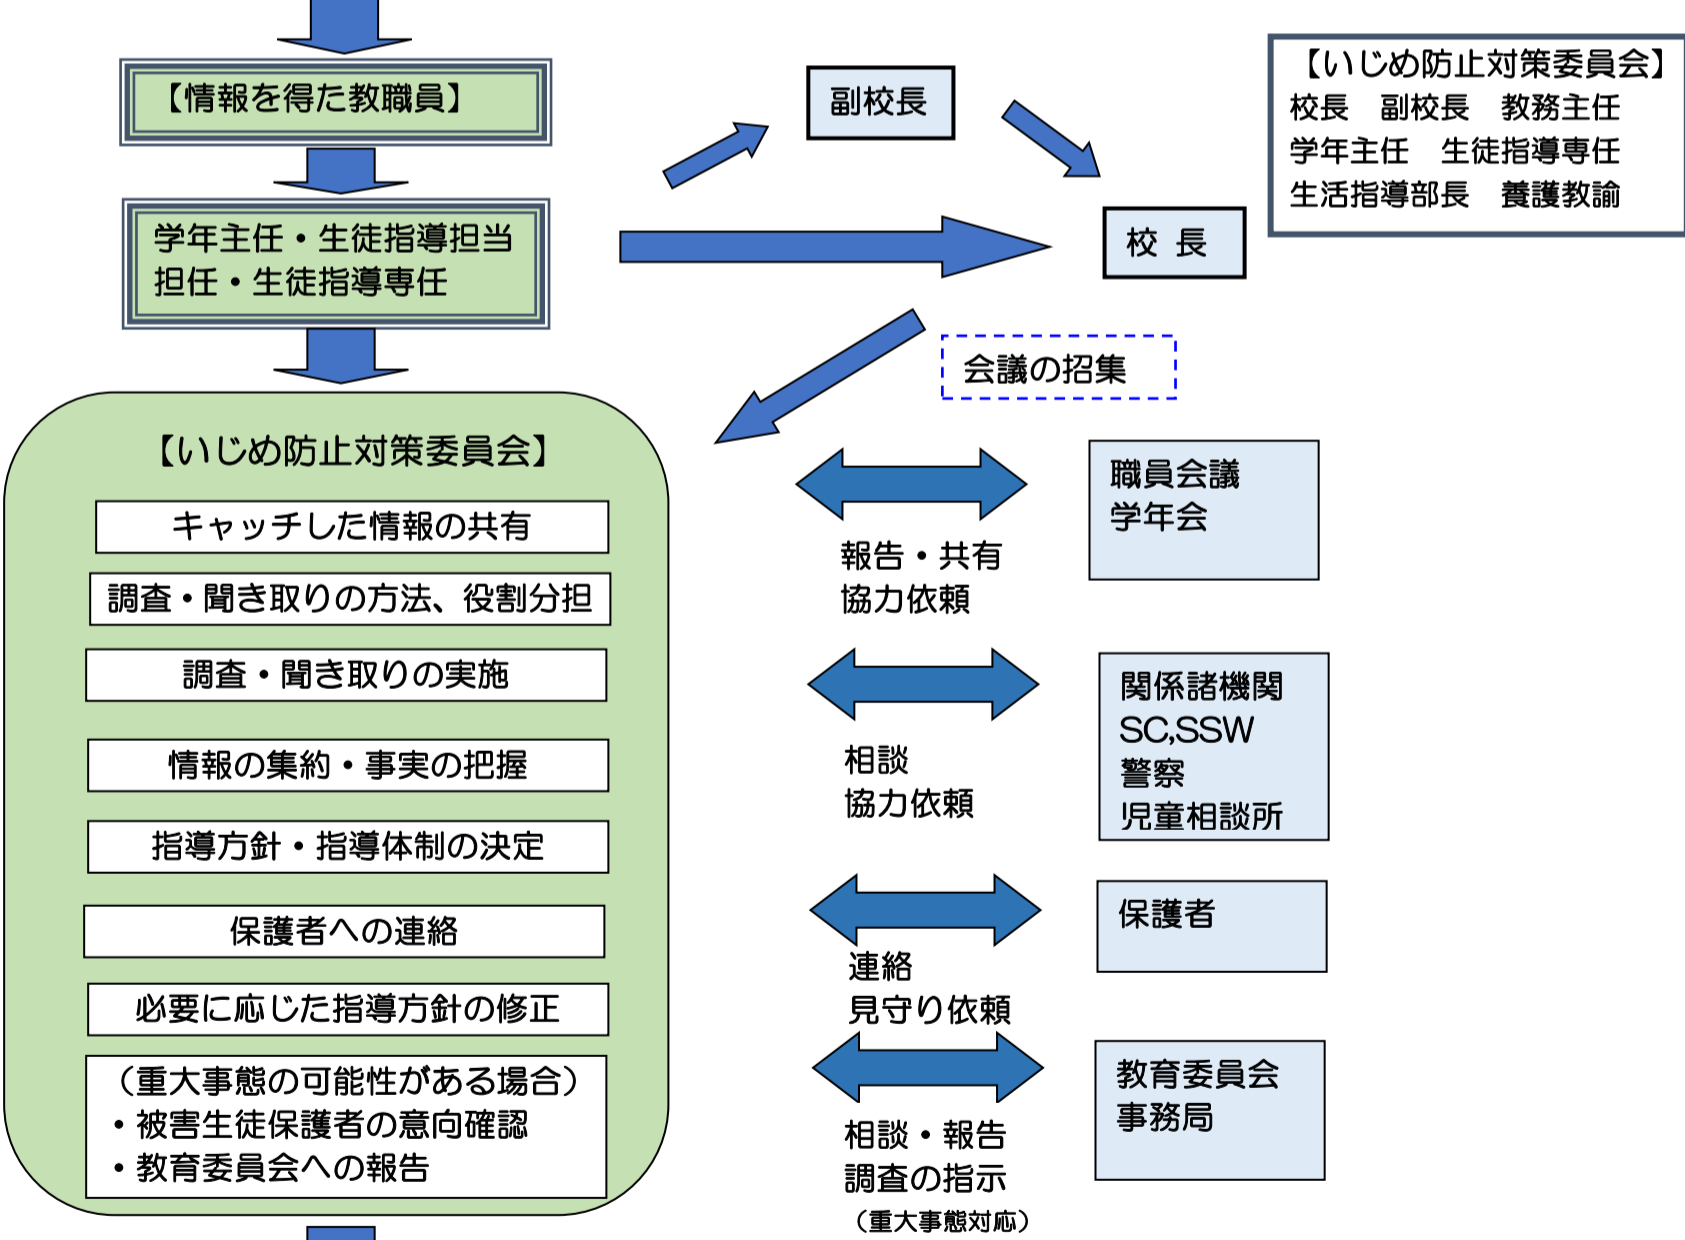 【情報を得た教職員】
副校長
【いじめ防止対策委員会】
校長　副校長　教務主任
学年主任　生徒指導専任
生活指導部長　養護教諭
学年主任・生徒指導担当
担任・生徒指導専任
校 長
会議の招集
【いじめ防止対策委員会】
キャッチした情報の共有
調査・聞き取りの方法、役割分担
調査・聞き取りの実施
情報の集約・事実の把握
指導方針・指導体制の決定
保護者への連絡
必要に応じた指導方針の修正
（重大事態の可能性がある場合）
・被害生徒保護者の意向確認
・教育委員会への報告
報告・共有
協力依頼
職員会議
学年会
相談
協力依頼
関係諸機関
SC,SSW
警察
児童相談所
連絡
見守り依頼
保護者
相談・報告
調査の指示
（重大事態対応）
教育委員会
事務局